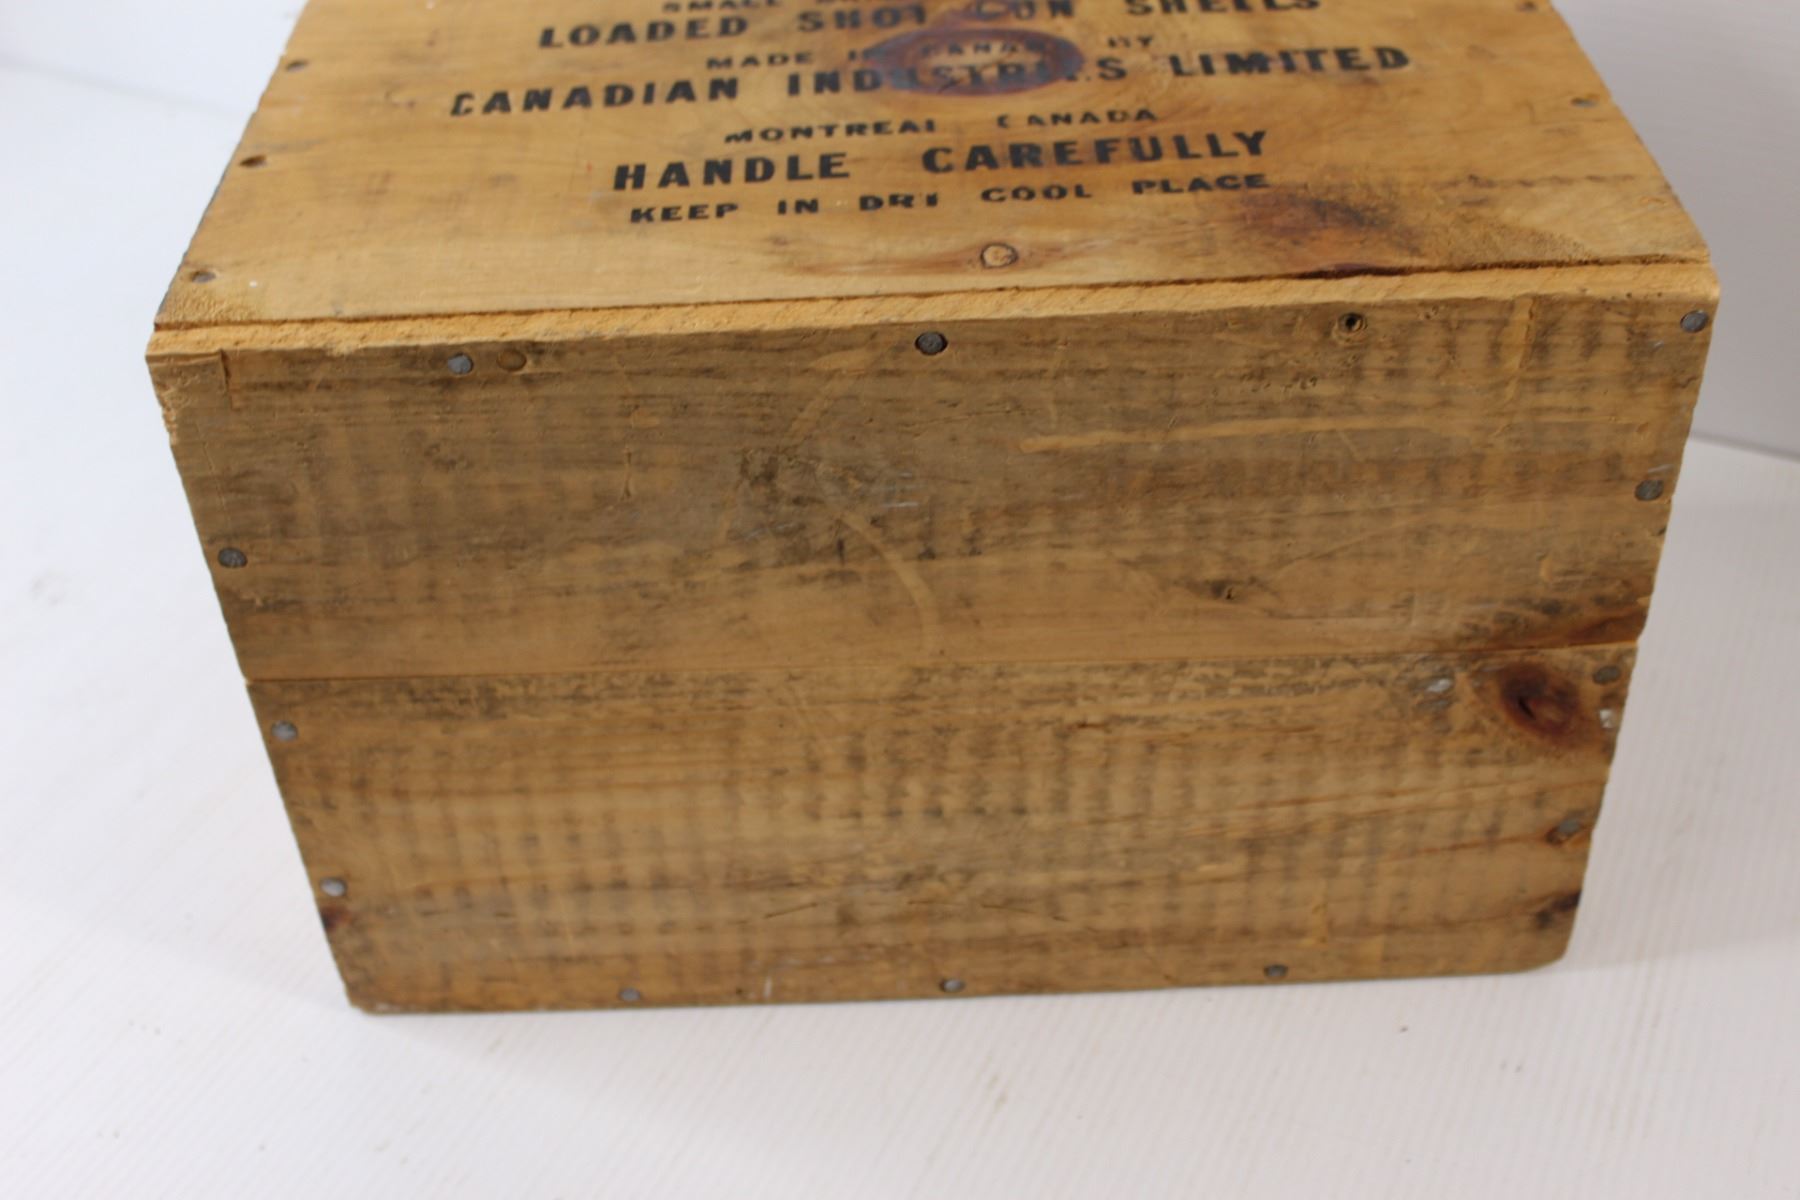 SMALL
LOADED SHOT GUN SHELLS
MADE IN CANADA BY
CANADIAN INDUSTRIES LIMITED
MONTREAL CANADA
HANDLE CAREFULLY
KEEP IN DRY COOL PLACE